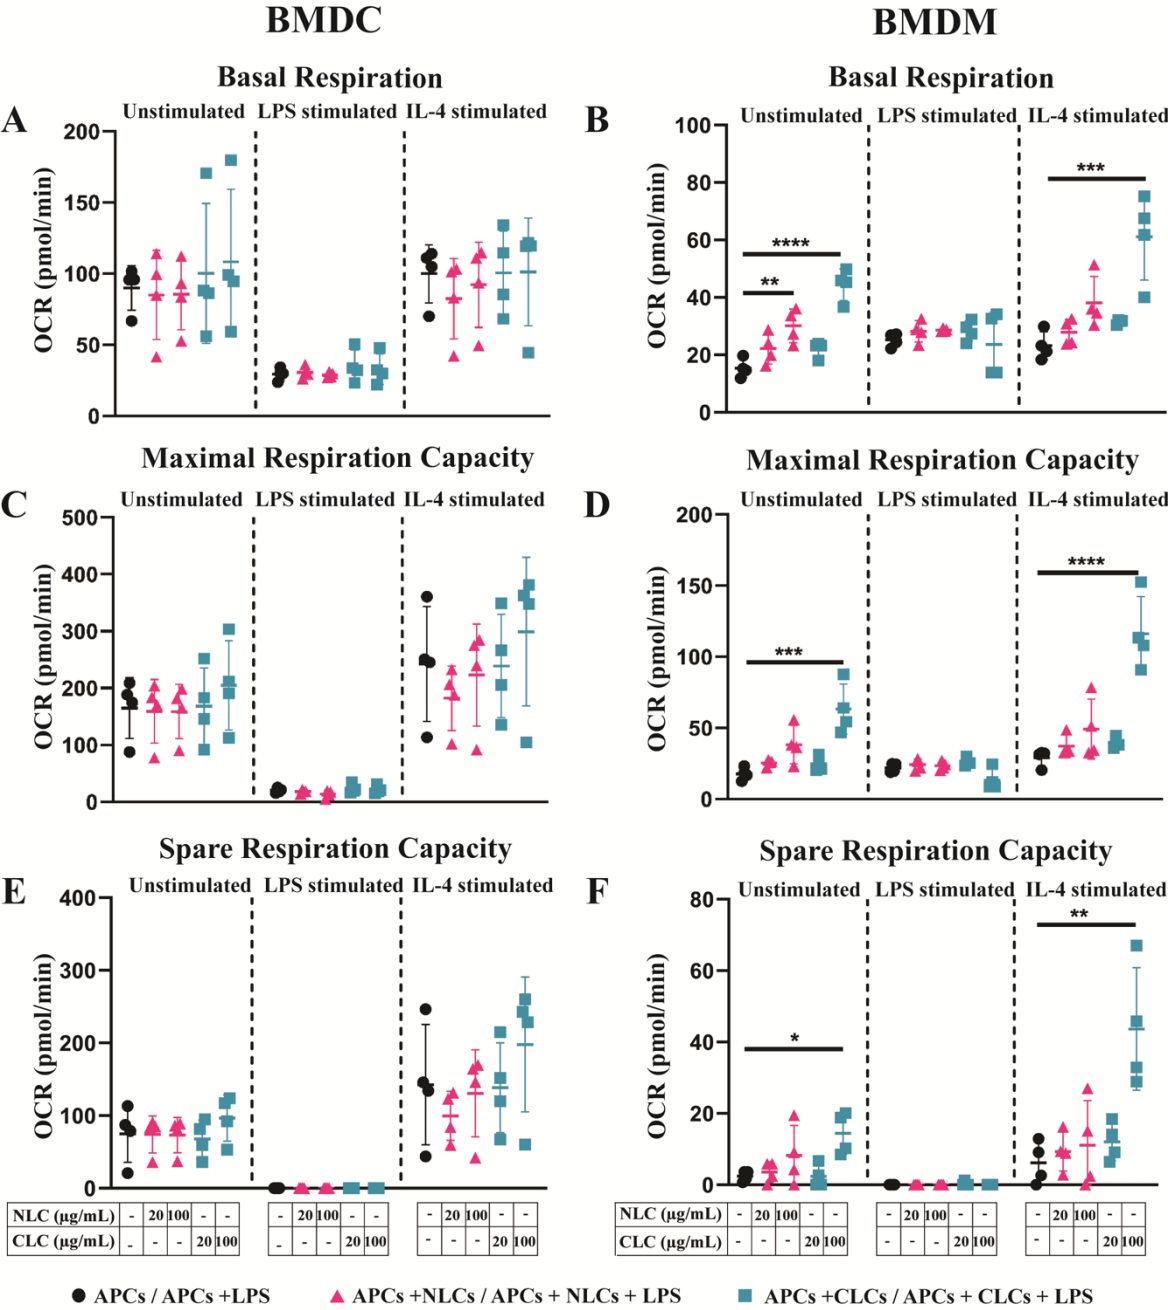 BMDC
BMDM
Basal Respiration
Basal Respiration
A
Unstimulated LPS stimulated IL-4 stimulated
B
Unstimulated LPS stimulated IL-4 stimulated
OCR (pmol/min)
200
150
100
50
0
OCR (pmol/min)
100
80
60
40
20
0
**
****
***
Maximal Respiration Capacity
Maximal Respiration Capacity
C
Unstimulated LPS stimulated IL-4 stimulated
D
Unstimulated LPS stimulated IL-4 stimulated
OCR (pmol/min)
500
400
300
200
100
0
OCR (pmol/min)
200
150
100
50
0
***
****
Spare Respiration Capacity
Spare Respiration Capacity
E
Unstimulated LPS stimulated IL-4 stimulated
F
Unstimulated LPS stimulated IL-4 stimulated
OCR (pmol/min)
400
300
200
100
0
OCR (pmol/min)
80
60
40
20
0
*
**
NLC (µg/mL) - 20 100 - - - 20 100 - - - 20 100 - -
CLC (µg/mL) - - - 20 100 - - - 20 100 - - - 20 100
NLC (µg/mL) - 20 100 - - - 20 100 - - - 20 100 - -
CLC (µg/mL) - - - 20 100 - - - 20 100 - - - 20 100
APCs / APCs +LPS
APCs +NLCs / APCs + NLCs + LPS
APCs +CLCs / APCs + CLCs + LPS